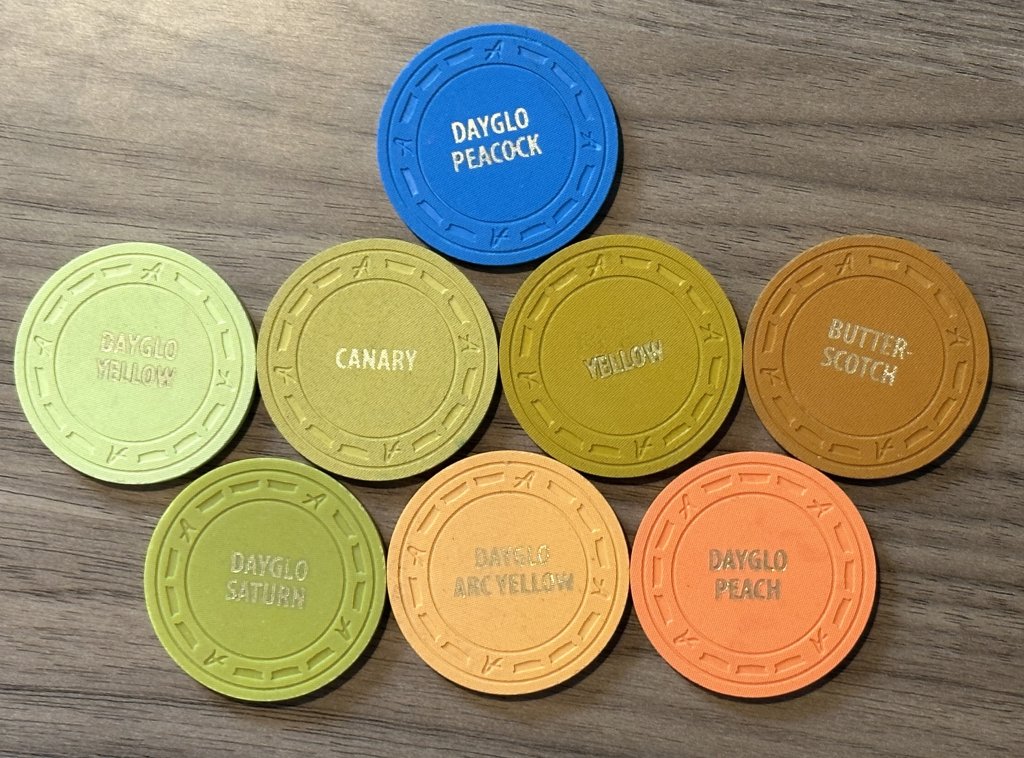 DAYGLO
PEACOCK
DAYGLO
YELLOW
CANARY
YELLOW
BUTTER-
SCOTCH
DAYGLO
SATURN
DAYGLO
ARC YELLOW
DAYGLO
PEACH